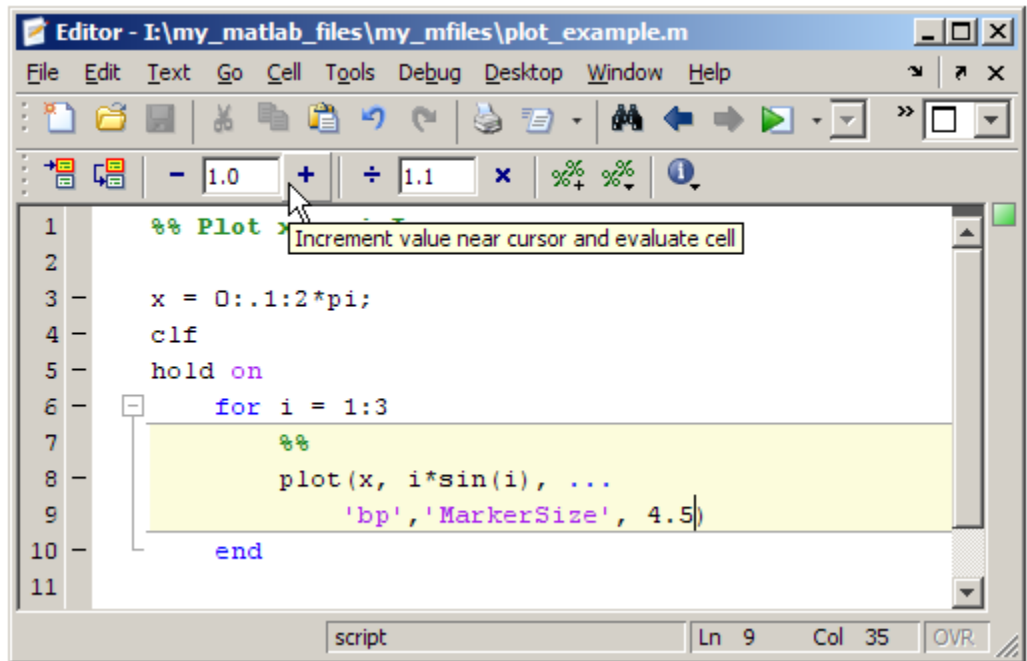 Editor - I:\my_matlab_files\my_mfiles\plot_example.m
File Edit Text Go Cell Tools Debug Desktop Window Help
1.0 1.1
1 %% Plot
Increment value near cursor and evaluate cell
2
3 x = 0:.1:2*pi;
4 clf
5 hold on
6 for i = 1:3
7 %%
8 plot(x, i*sin(i), ...
9 'bp','MarkerSize', 4.5)
10 end
11
script Ln 9 Col 35 OVR